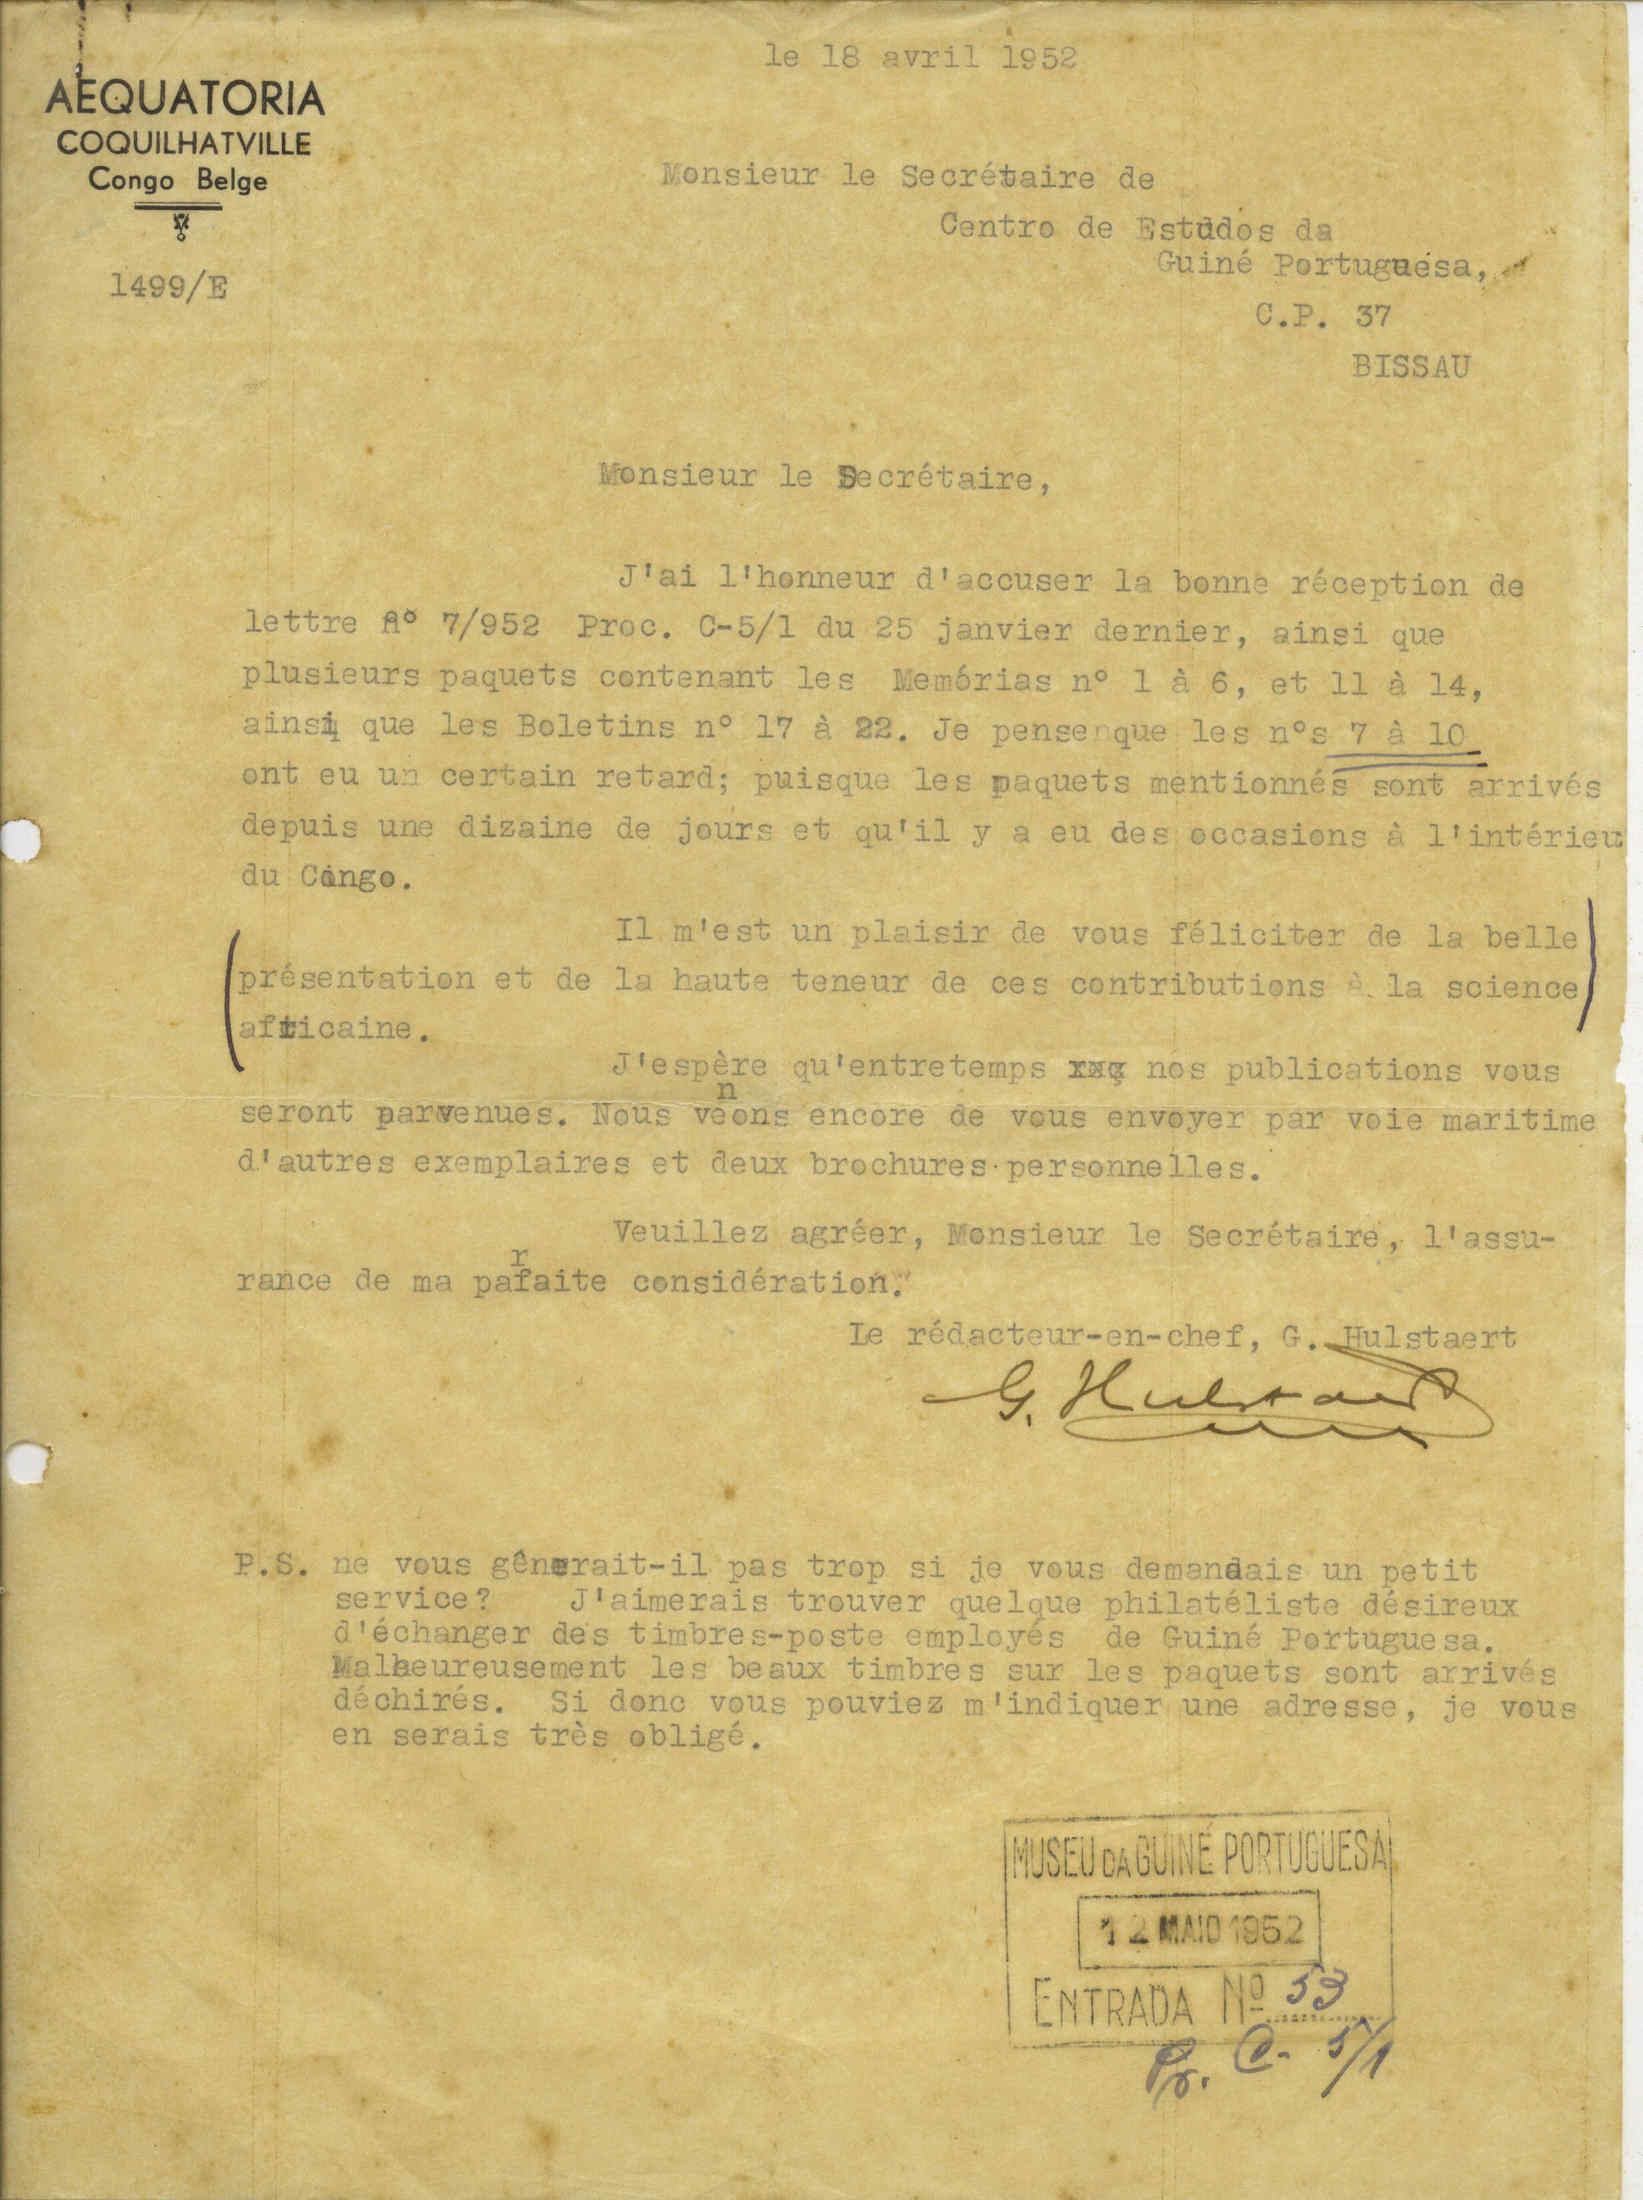 le 18 avril 1952
AEQUATORIA
COQUILHATVILLE
Congo Belge
1499/E
Monsieur le Secrétaire de
Centro de Estudos da
Guiné Portuguesa,
C.P. 37
BISSAU
Monsieur le Secrétaire,
J'ai l'honneur d'accuser la bonne réception de
lettre n° 7/952 Proc. C-5/1 du 25 janvier dernier, ainsi que
plusieurs paquets contenant les Memórias n° 1 à 6, et 11 à 14,
ainsi que les Boletins n° 17 à 22. Je pense que les n°s 7 à 10
ont eu un certain retard; puisque les paquets mentionnés sont arrivés
depuis une dizaine de jours et qu'il y a eu des occasions à l'intérieur
du Congo.
Il m'est un plaisir de vous féliciter de la belle
présentation et de la haute teneur de ces contributions à la science
africaine.
J'espère qu'entretemps nos publications vous
seront parvenues. Nous venons encore de vous envoyer par voie maritime
d'autres exemplaires et deux brochures personnelles.
Veuillez agréer, Monsieur le Secrétaire, l'assu-
rance de ma parfaite considération.
Le rédacteur-en-chef, G. Hulstaert
G. Hulstaert
P.S. ne vous gênerait-il pas trop si je vous demandais un petit
service? J'aimerais trouver quelque philatéliste désireux
d'échanger des timbres-poste employés de Guiné Portuguesa.
Malheureusement les beaux timbres sur les paquets sont arrivés
déchirés. Si donc vous pouviez m'indiquer une adresse, je vous
en serais très obligé.
MUSEU DA GUINÉ PORTUGUESA
12 MAIO 1952
ENTRADA Nº 53
Pr. C- 5/1